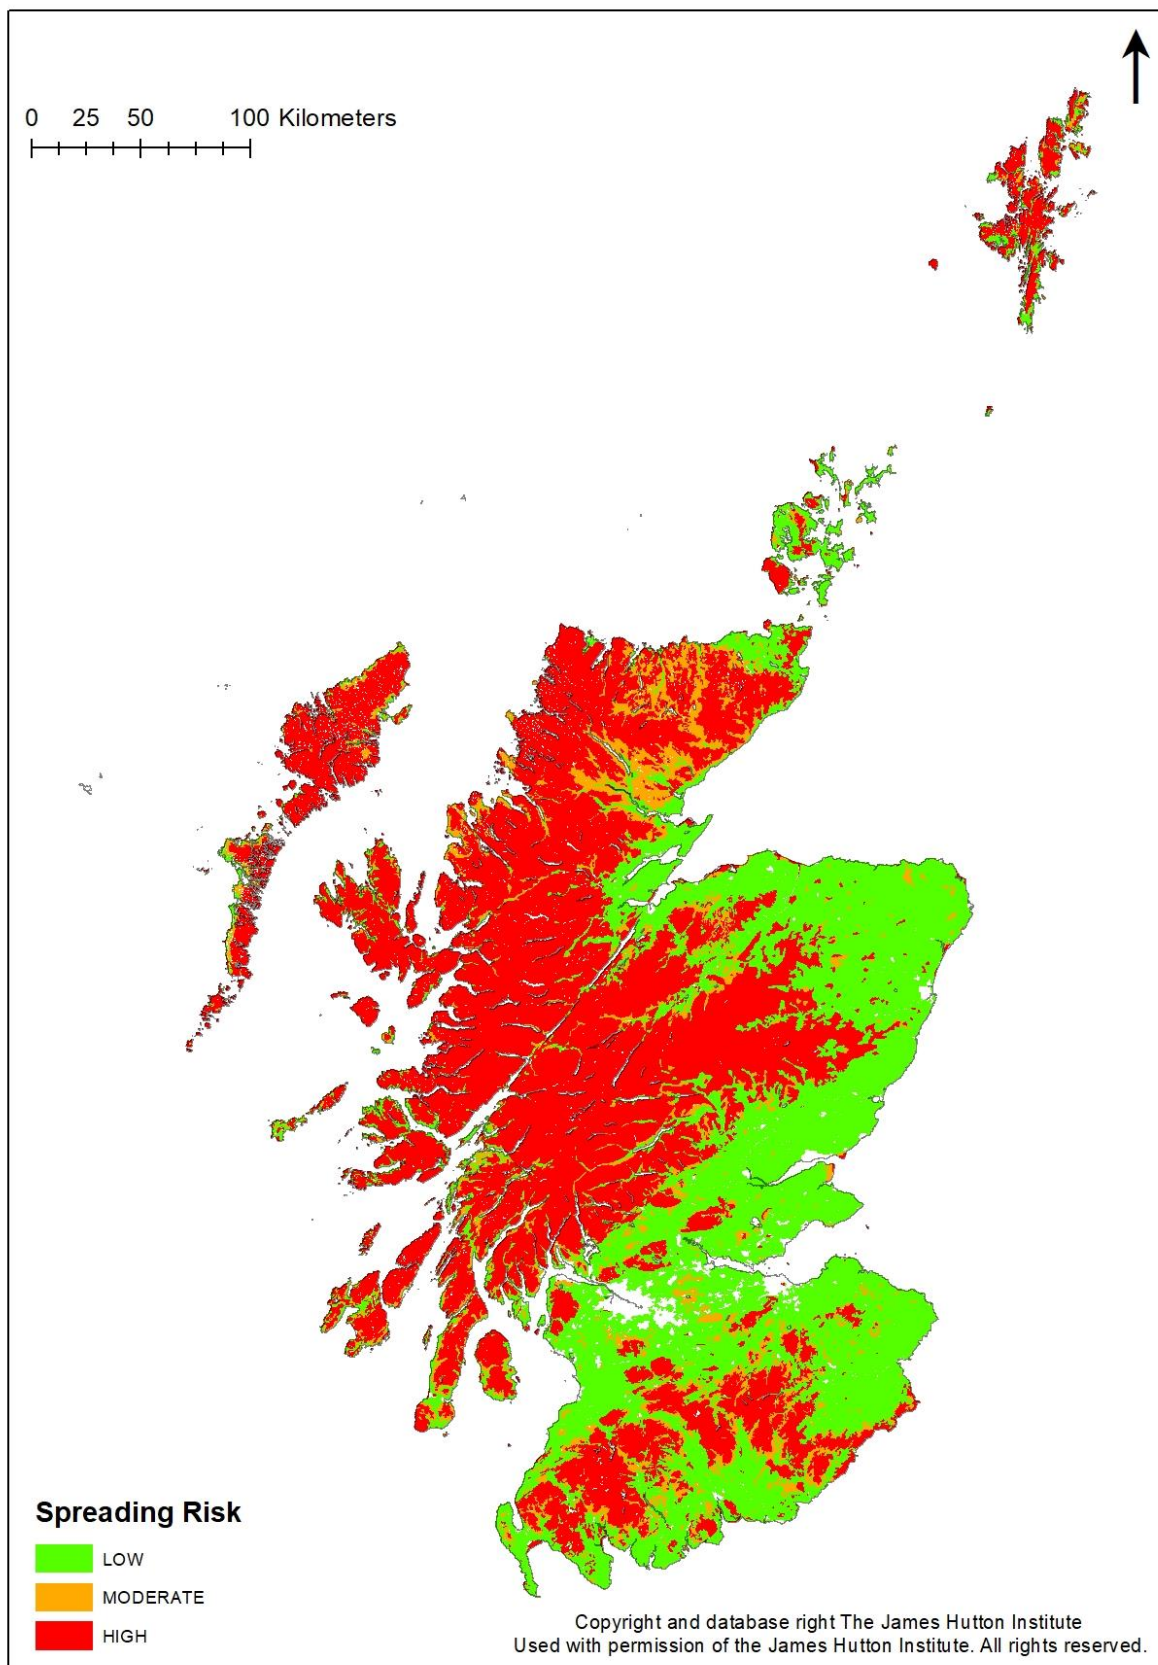 0 25 50 100 Kilometers
Spreading Risk
LOW
MODERATE
HIGH
Copyright and database right The James Hutton Institute
Used with permission of the James Hutton Institute. All rights reserved.